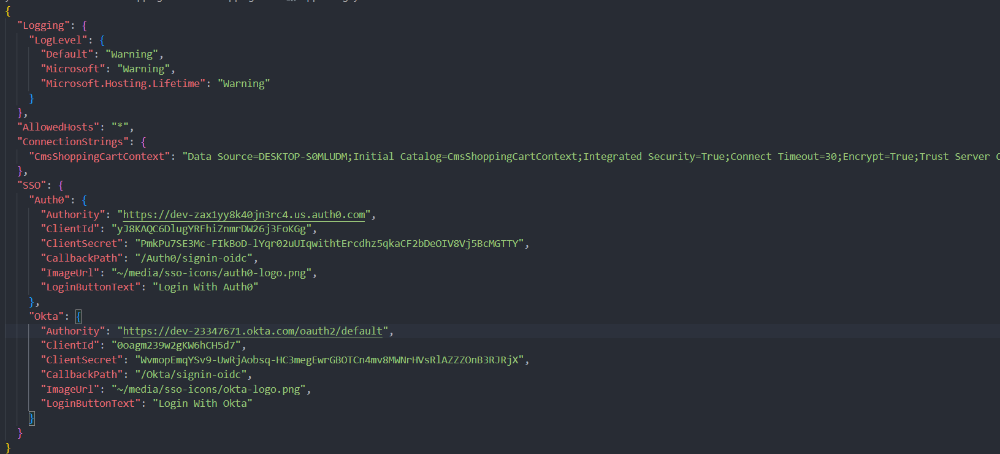 {
"Logging": {
"LogLevel": {
"Default": "Warning",
"Microsoft": "Warning",
"Microsoft.Hosting.Lifetime": "Warning"
}
},
"AllowedHosts": "*",
"ConnectionStrings": {
"CmsShoppingCartContext": "Data Source=DESKTOP-S0MLUDM;Initial Catalog=CmsShoppingCartContext;Integrated Security=True;Connect Timeout=30;Encrypt=True;Trust Server C
},
"SSO": {
"Auth0": {
"Authority": "https://dev-zax1yy8k40jn3rc4.us.auth0.com",
"ClientId": "yJ8KAQC6DlugYRFhiZnmrDW26j3FoKGg",
"ClientSecret": "PmkPu7SE3Mc-FIkBoD-lYqr02uUIqwithtErcdhz5qkaCF2bDeOIV8Vj5BcMGTTY",
"CallbackPath": "/Auth0/signin-oidc",
"ImageUrl": "~/media/sso-icons/auth0-logo.png",
"LoginButtonText": "Login With Auth0"
},
"Okta": {
"Authority": "https://dev-23347671.okta.com/oauth2/default",
"ClientId": "0oagm239w2gKW6hCH5d7",
"ClientSecret": "WvmopEmqYSv9-UwRjAobsq-HC3megEwrGBOTCn4mv8MWNrHVsRlAZZZOnB3RJRjX",
"CallbackPath": "/Okta/signin-oidc",
"ImageUrl": "~/media/sso-icons/okta-logo.png",
"LoginButtonText": "Login With Okta"
}
}
}